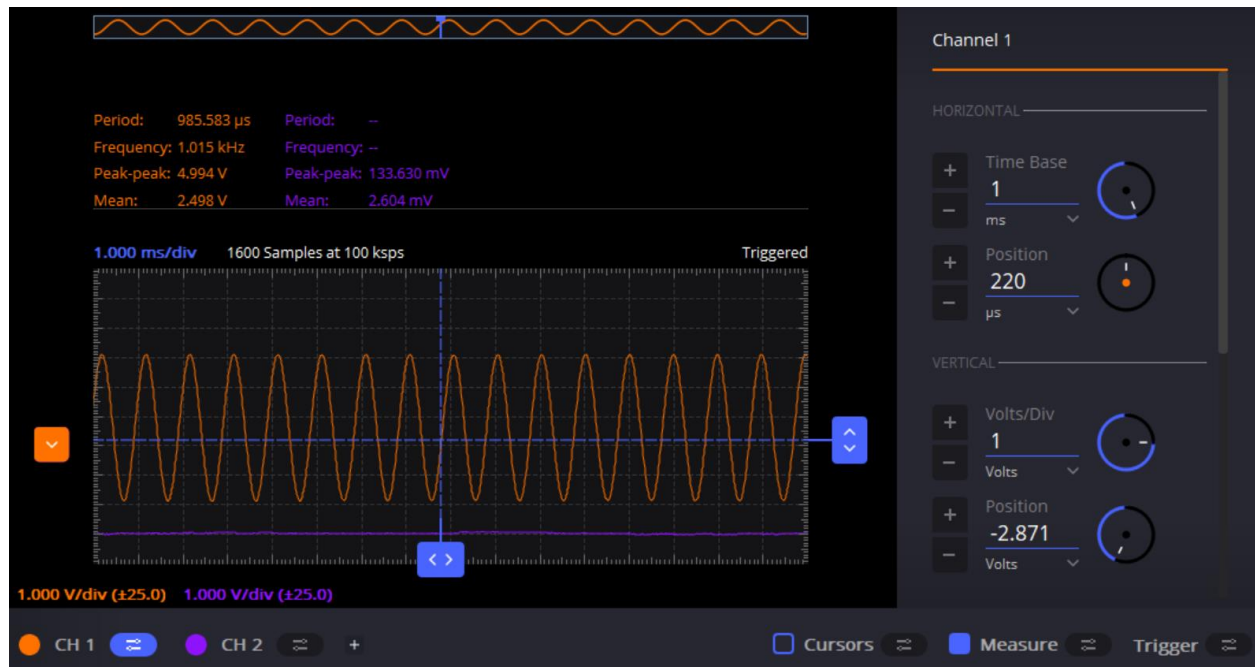 Channel 1
HORIZONTAL
Period: 985.583 µs Period: --
Frequency: 1.015 kHz Frequency: --
Peak-peak: 4.994 V Peak-peak: 133.630 mV
Mean: 2.498 V Mean: 2.604 mV
+ Time Base
1
− ms
1.000 ms/div 1600 Samples at 100 ksps Triggered
+ Position
220
− µs
VERTICAL
+ Volts/Div
1
− Volts
+ Position
-2.871
− Volts
1.000 V/div (±25.0) 1.000 V/div (±25.0)
CH 1 CH 2 + Cursors Measure Trigger